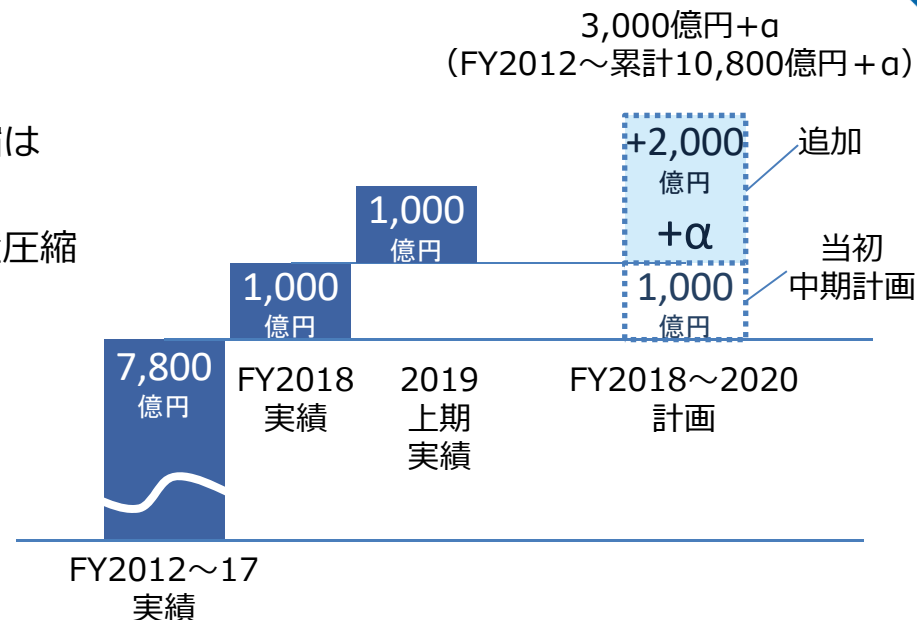 3,000億円+α
（FY2012～累計10,800億円＋α）
は
圧縮
+2,000
億円
+α
追加
1,000
億円
当初
中期計画
1,000
億円
1,000
億円
7,800
億円
FY2018
実績
2019
上期
実績
FY2018～2020
計画
FY2012～17
実績